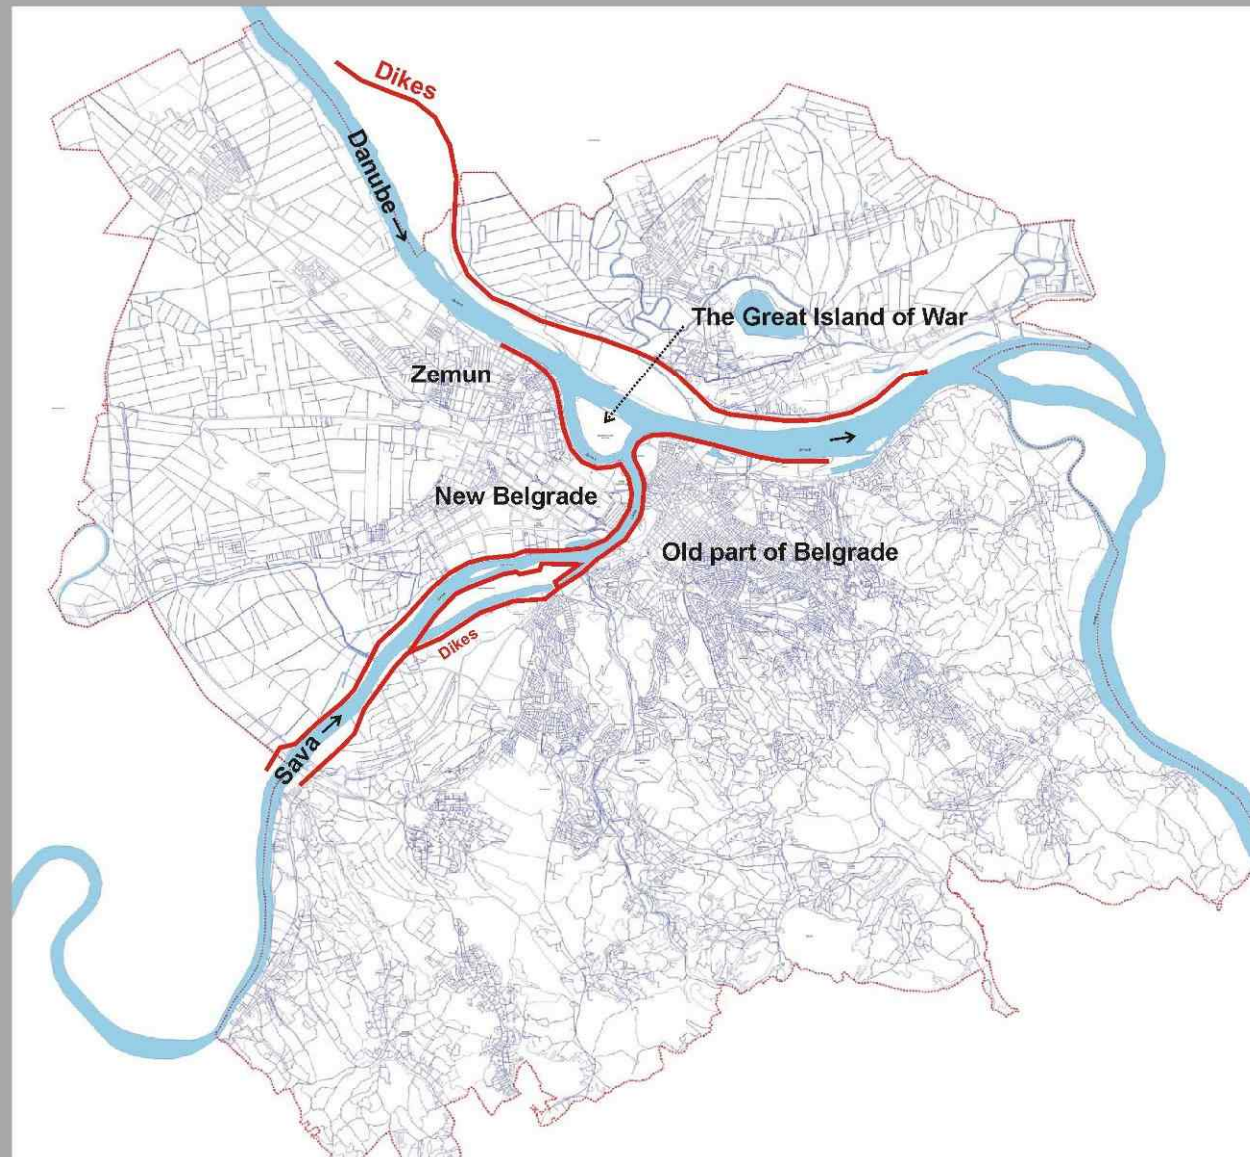 Dikes
Danube →
The Great Island of War
Zemun
→
New Belgrade
Old part of Belgrade
Dikes
Sava →